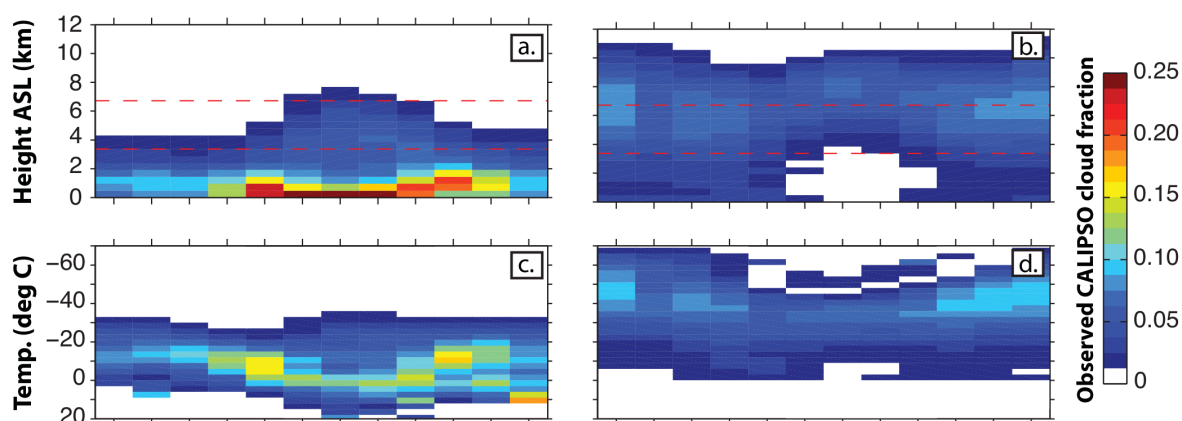 Height ASL (km)
12
10
8
6
4
2
0
a.
b.
Temp. (deg C)
−60
−40
−20
0
20
c.
d.
Observed CALIPSO cloud fraction
0.25
0.20
0.15
0.10
0.05
0